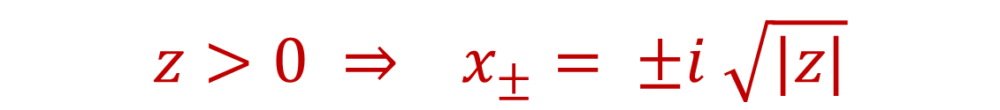 z > 0 ⇒ x± = ±i √|z|